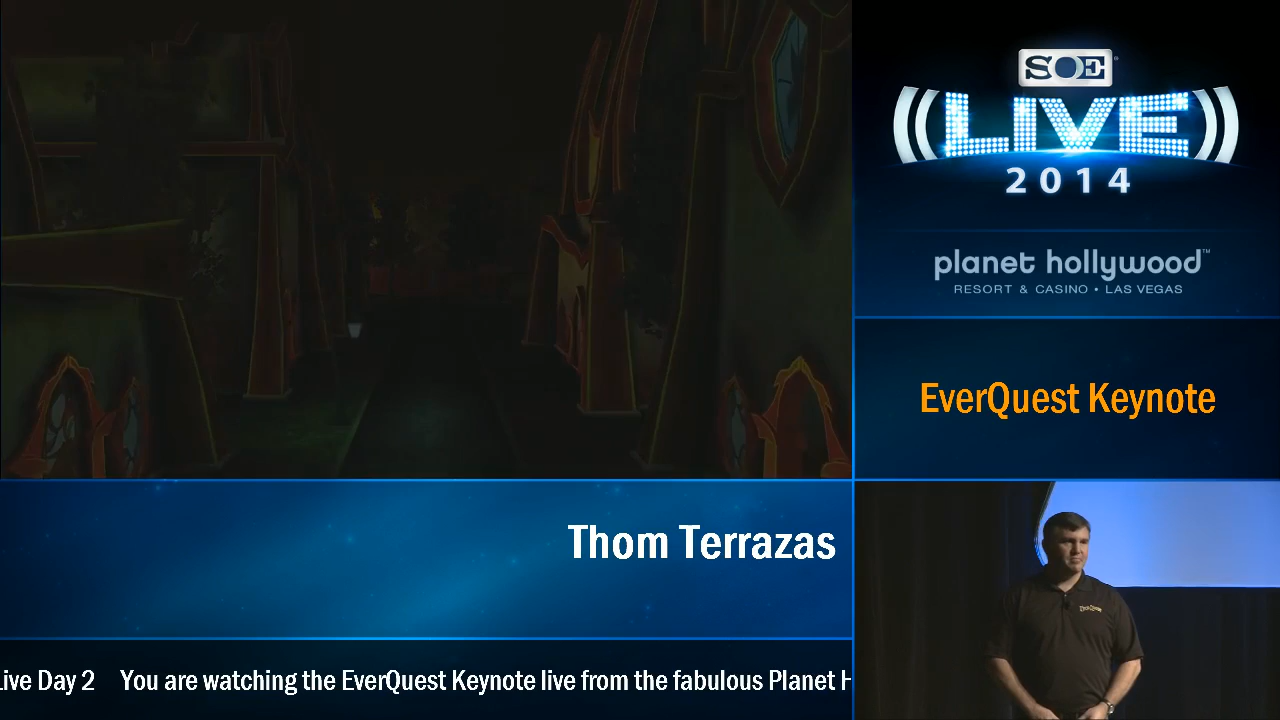 SOE
LIVE
2014
planet hollywood™
RESORT & CASINO • LAS VEGAS
EverQuest Keynote
Thom Terrazas
Live Day 2 You are watching the EverQuest Keynote live from the fabulous Planet H